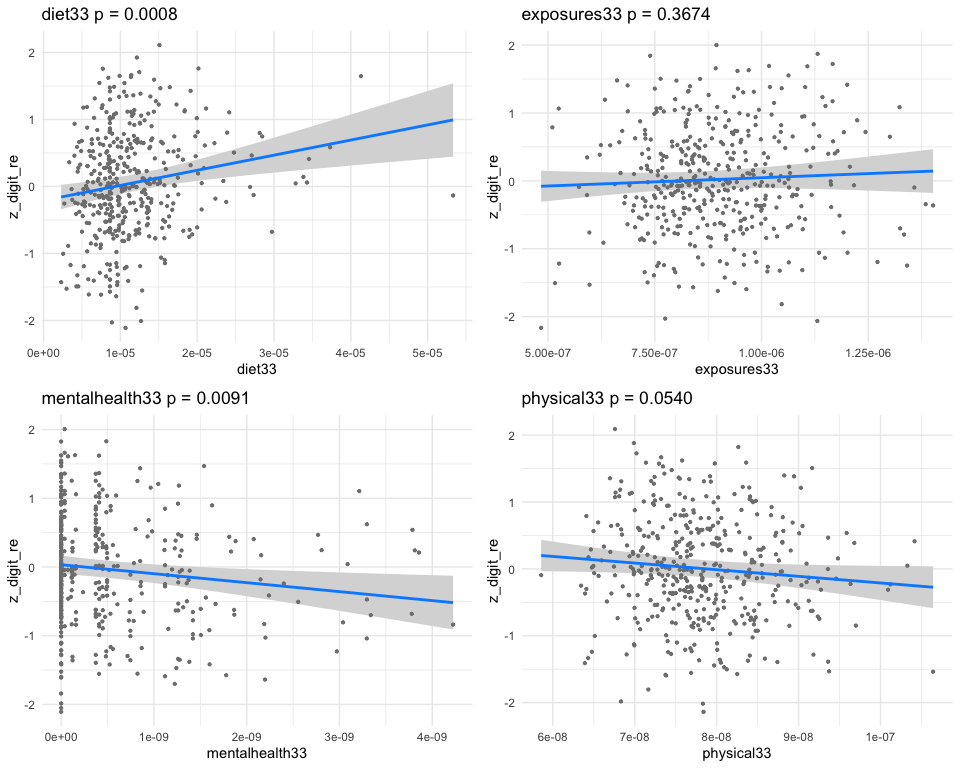 diet33 p = 0.0008
2
1
0
-1
-2
z_digit_re
0e+00 1e-05 2e-05 3e-05 4e-05 5e-05
diet33
exposures33 p = 0.3674
2
1
0
-1
-2
z_digit_re
5.00e-07 7.50e-07 1.00e-06 1.25e-06
exposures33
mentalhealth33 p = 0.0091
2
1
0
-1
-2
z_digit_re
0e+00 1e-09 2e-09 3e-09 4e-09
mentalhealth33
physical33 p = 0.0540
2
1
0
-1
-2
z_digit_re
6e-08 7e-08 8e-08 9e-08 1e-07
physical33